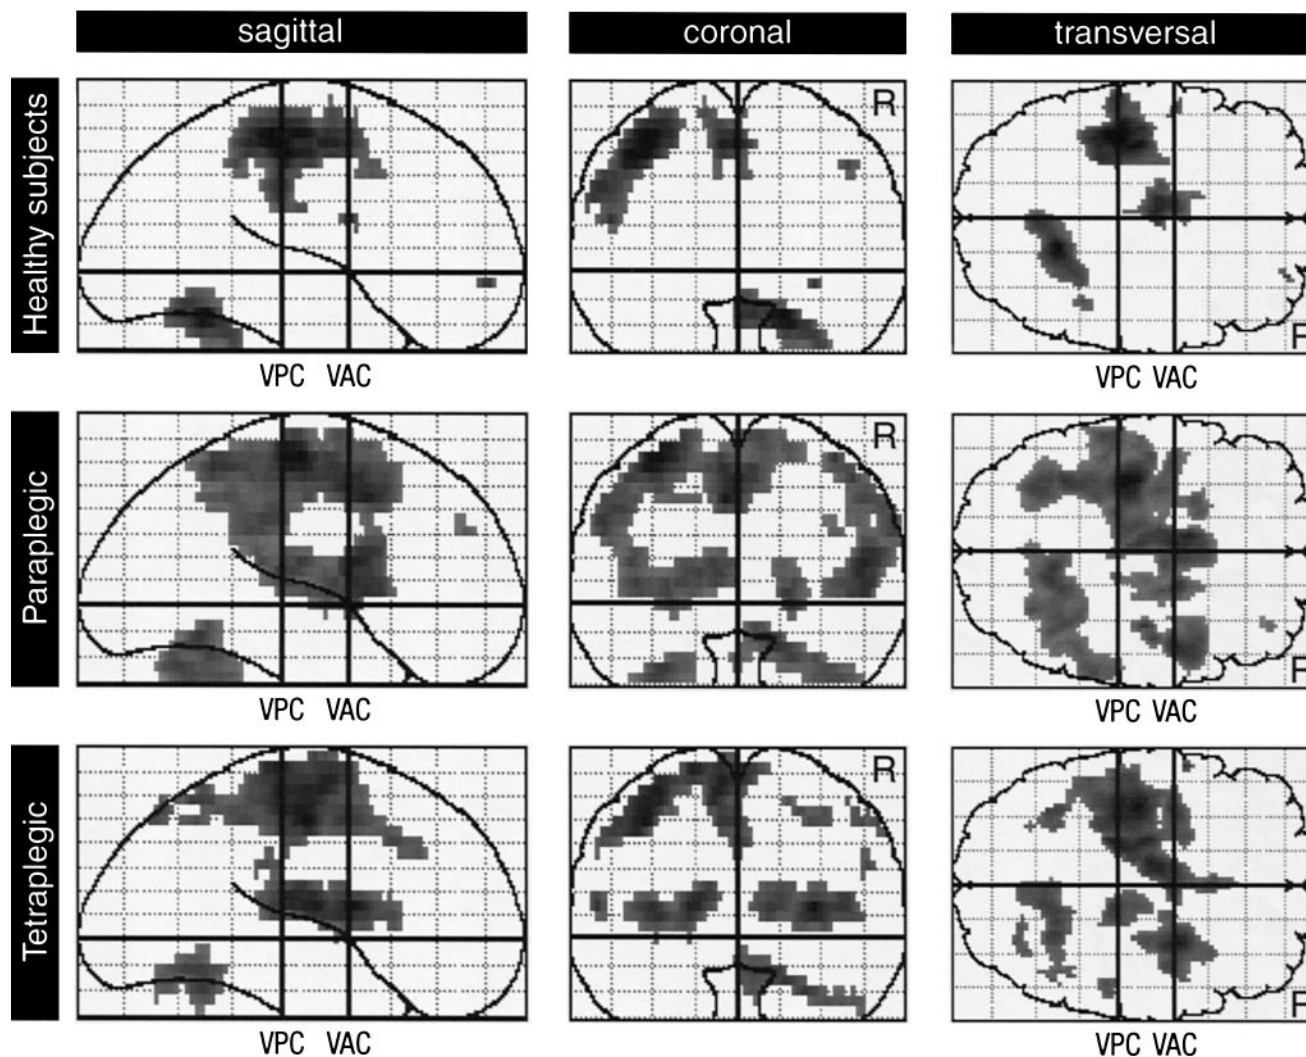 sagittal
coronal
transversal
Healthy subjects
R
R
VPC VAC
VPC VAC
Paraplegic
R
R
VPC VAC
VPC VAC
Tetraplegic
R
R
VPC VAC
VPC VAC